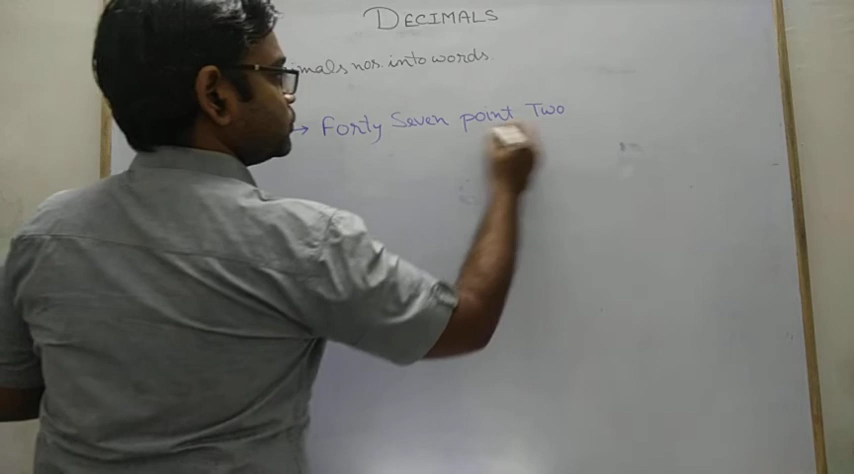 DECIMALS
imals nos. into words.
→ Forty Seven point Two